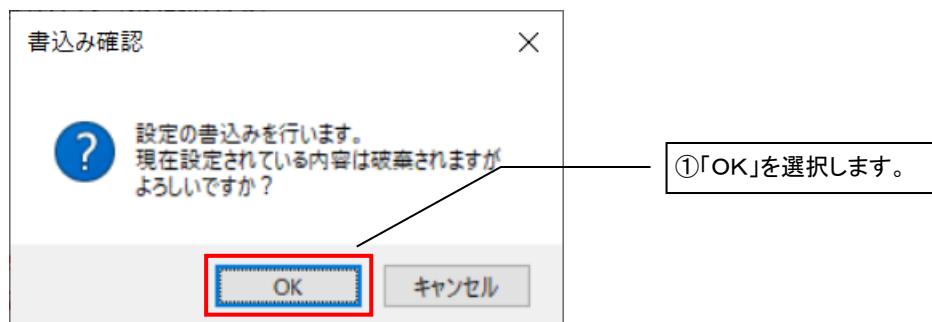 書込み確認
設定の書込みを行います。
現在設定されている内容は破棄されますが
よろしいですか？
①「OK」を選択します。
OK
キャンセル